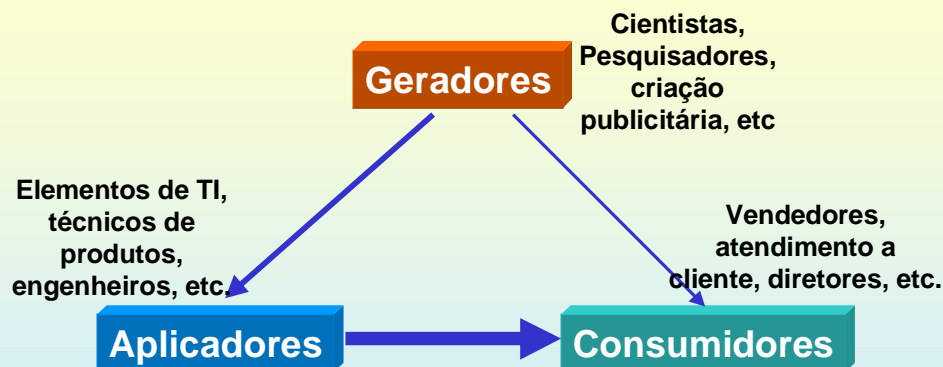 Geradores
Cientistas,
Pesquisadores,
criação
publicitária, etc
Elementos de TI,
técnicos de
produtos,
engenheiros, etc.
Vendedores,
atendimento a
cliente, diretores, etc.
Aplicadores
Consumidores